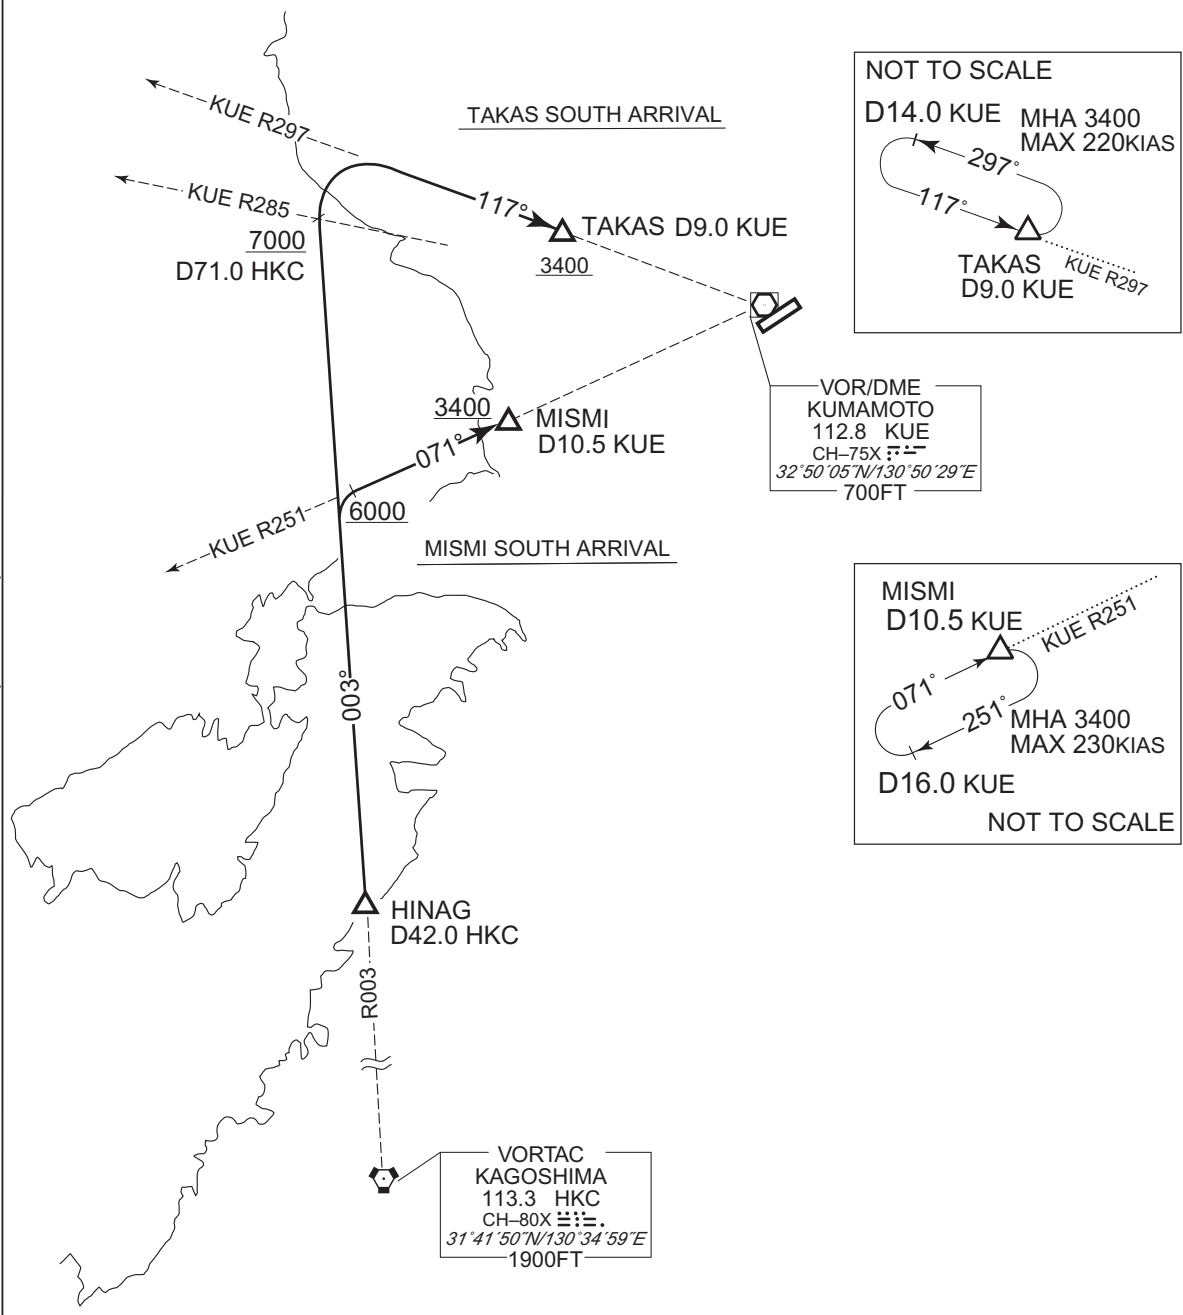 TAKAS SOUTH ARRIVAL
KUE R297
KUE R285
7000
D71.0 HKC
117°
TAKAS D9.0 KUE
3400
NOT TO SCALE
D14.0 KUE
MHA 3400
MAX 220KIAS
297°
117°
TAKAS
D9.0 KUE
KUE R297
VOR/DME
KUMAMOTO
112.8 KUE
CH–75X
32°50´05˝N/130°50´29˝E
700FT
3400
MISMI
D10.5 KUE
071°
6000
KUE R251
MISMI SOUTH ARRIVAL
MISMI
D10.5 KUE
KUE R251
071°
251°
MHA 3400
MAX 230KIAS
D16.0 KUE
NOT TO SCALE
003°
HINAG
D42.0 HKC
R003
VORTAC
KAGOSHIMA
113.3 HKC
CH–80X
31°41´50˝N/130°34´59˝E
1900FT